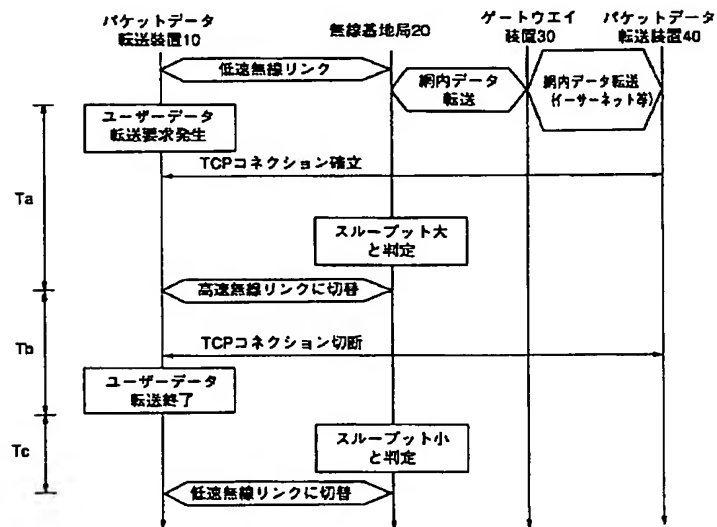 パケットデータ
転送装置10
無線基地局20
ゲートウエイ
装置30
パケットデータ
転送装置40
低速無線リンク
網内データ
転送
網内データ転送
(イーサーネット等)
ユーザーデータ
転送要求発生
TCPコネクション確立
Ta
スループット大
と判定
高速無線リンクに切替
Tb
TCPコネクション切断
ユーザーデータ
転送終了
Tc
スループット小
と判定
低速無線リンクに切替